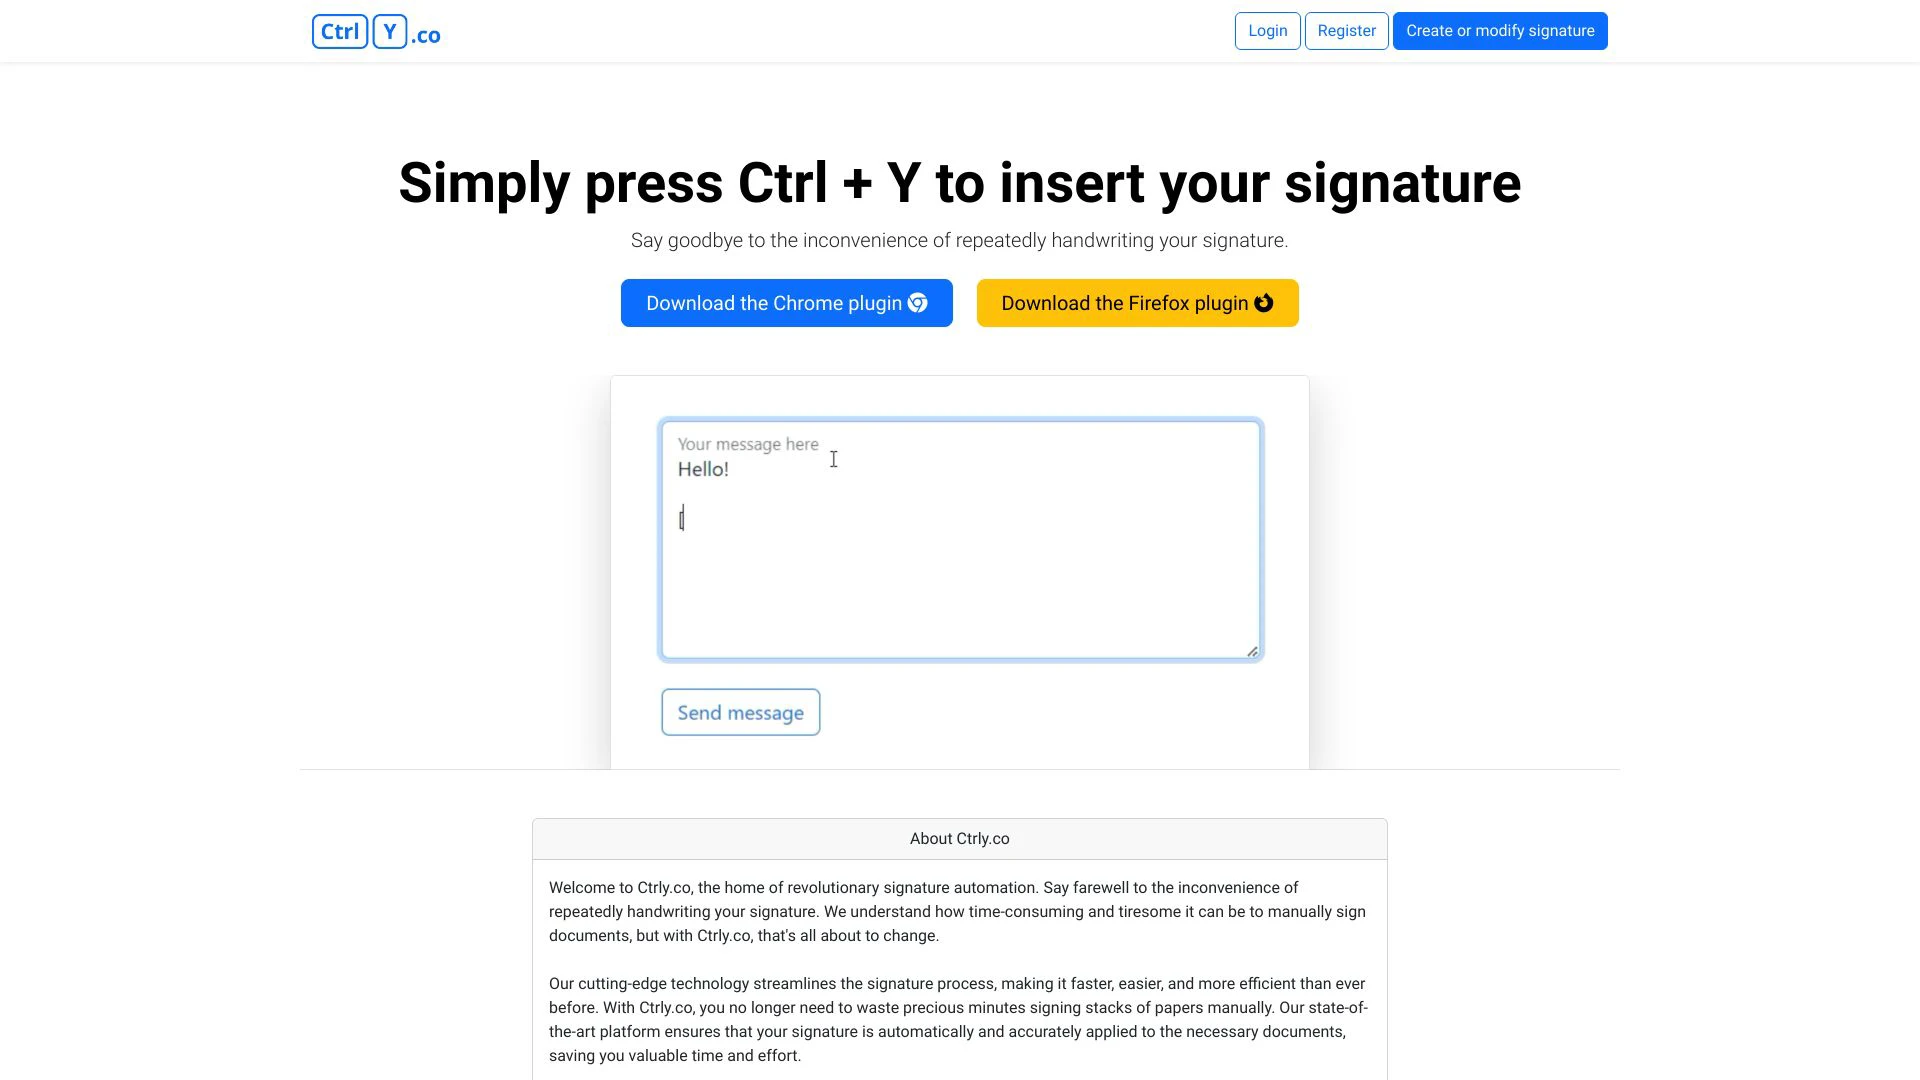 Ctrl Y .co
Login Register Create or modify signature
Simply press Ctrl + Y to insert your signature
Say goodbye to the inconvenience of repeatedly handwriting your signature.
Download the Chrome plugin Download the Firefox plugin
Your message here
Hello!
Send message
About Ctrly.co
Welcome to Ctrly.co, the home of revolutionary signature automation. Say farewell to the inconvenience of
repeatedly handwriting your signature. We understand how time-consuming and tiresome it can be to manually sign
documents, but with Ctrly.co, that's all about to change.
Our cutting-edge technology streamlines the signature process, making it faster, easier, and more efficient than ever
before. With Ctrly.co, you no longer need to waste precious minutes signing stacks of papers manually. Our state-of-
the-art platform ensures that your signature is automatically and accurately applied to the necessary documents,
saving you valuable time and effort.